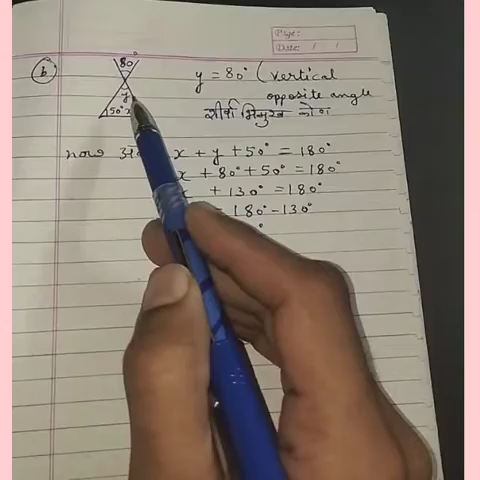 Page:
Date: / /
b
80°
y
50° x
y = 80° (vertical
opposite angle
शीर्ष भिमुख कोण
now x + y + 50° = 180°
x + 80° + 50° = 180°
x + 130° = 180°
= 180° - 130°